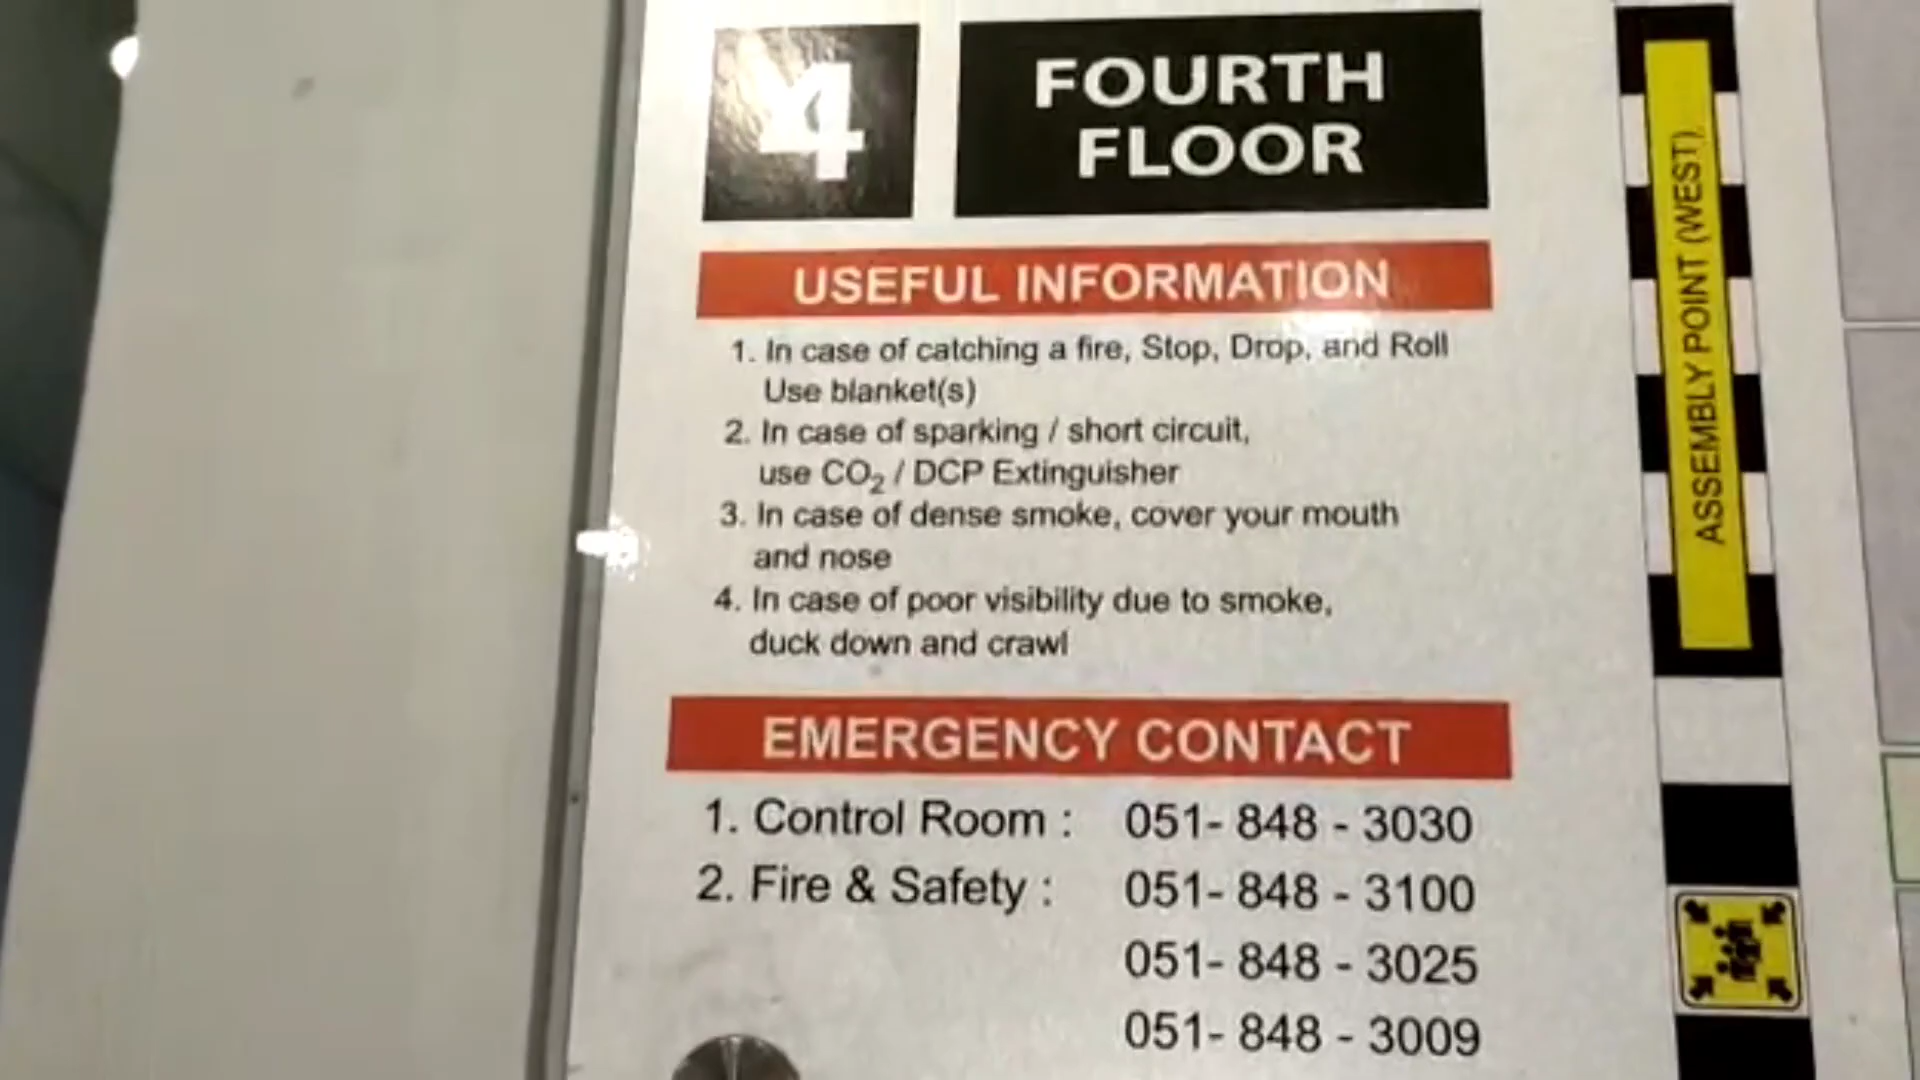 4
FOURTH
FLOOR
USEFUL INFORMATION
1. In case of catching a fire, Stop, Drop, and Roll
Use blanket(s)
2. In case of sparking / short circuit,
use CO₂ / DCP Extinguisher
3. In case of dense smoke, cover your mouth
and nose
4. In case of poor visibility due to smoke,
duck down and crawl
EMERGENCY CONTACT
1. Control Room : 051- 848 - 3030
2. Fire & Safety : 051- 848 - 3100
051- 848 - 3025
051- 848 - 3009
ASSEMBLY POINT (WEST)